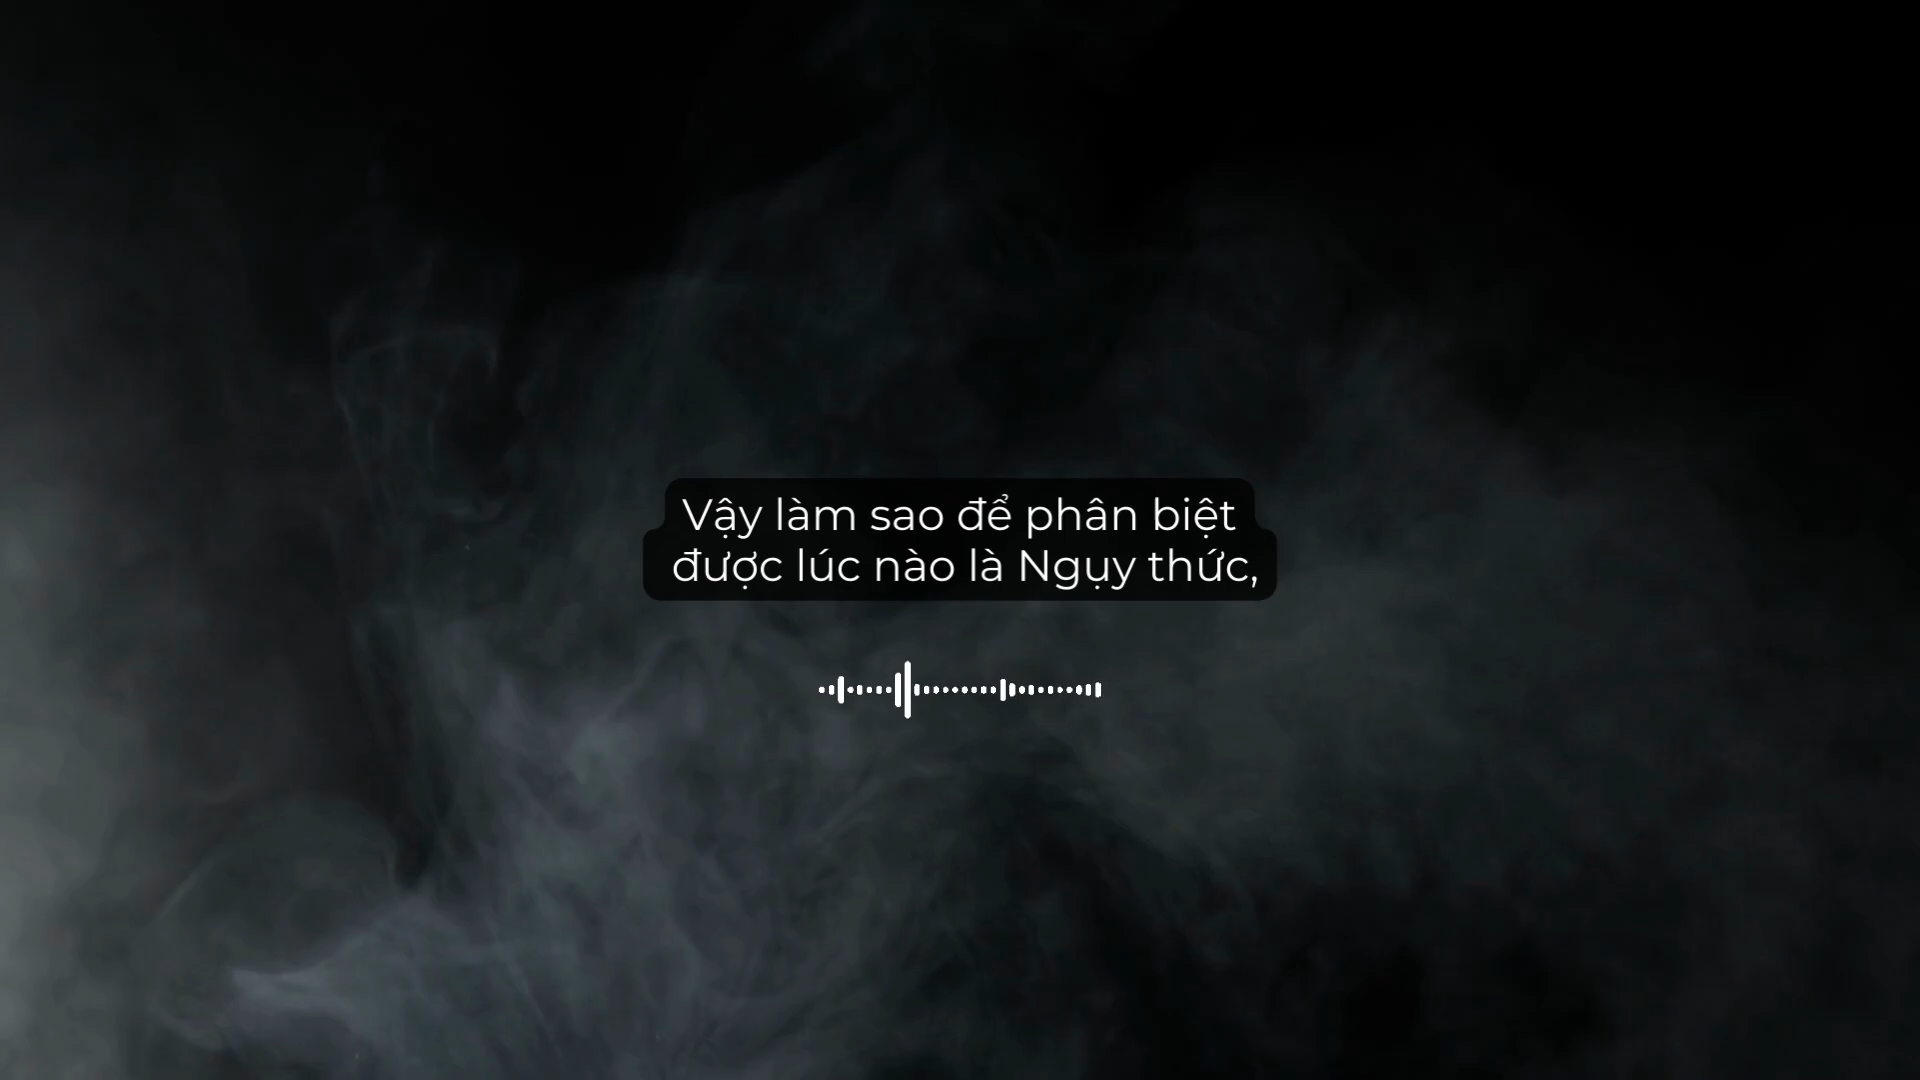 Vậy làm sao để phân biệt
được lúc nào là Ngụy thức,